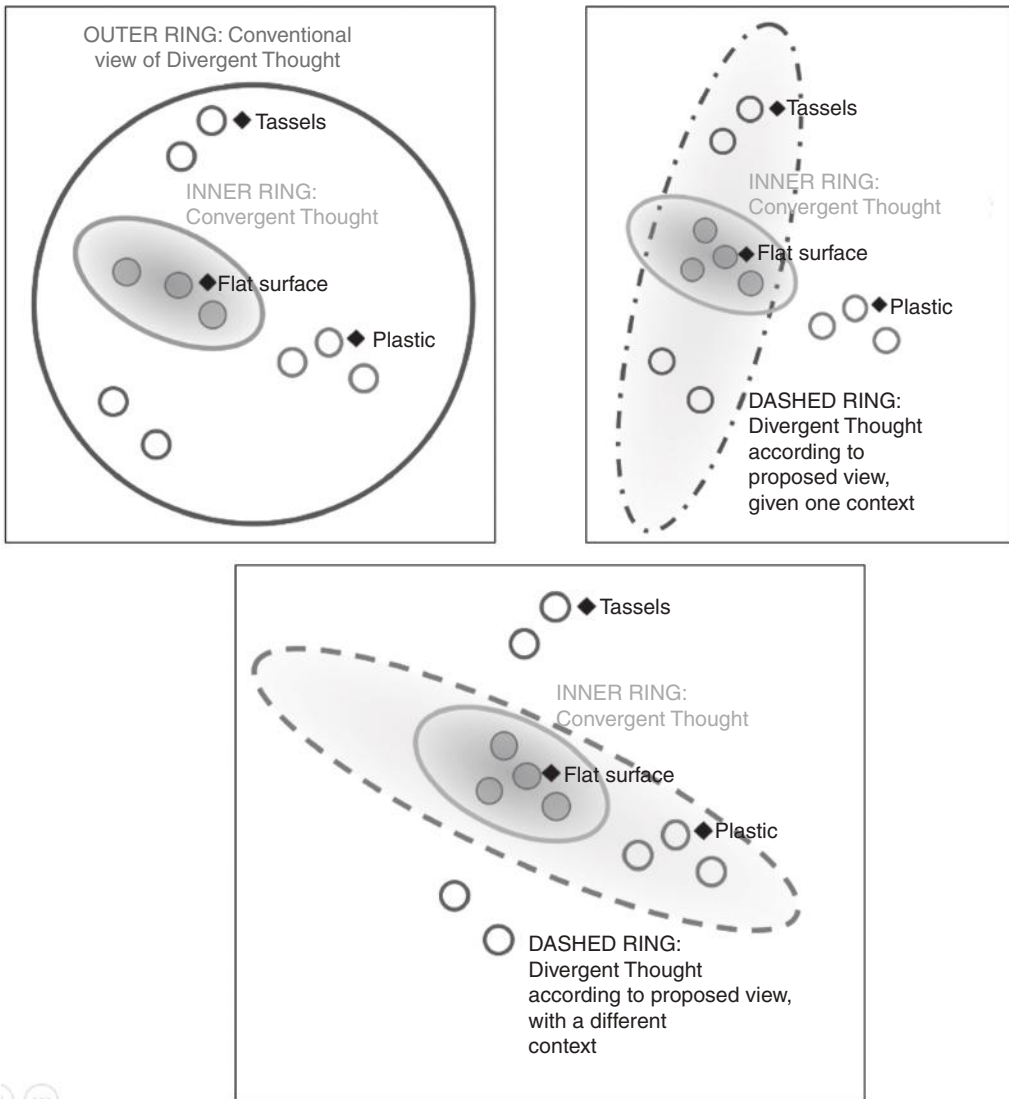 OUTER RING: Conventional
view of Divergent Thought
Tassels
INNER RING:
Convergent Thought
Flat surface
Plastic
Tassels
INNER RING:
Convergent Thought
Flat surface
Plastic
DASHED RING:
Divergent Thought
according to
proposed view,
given one context
Tassels
INNER RING:
Convergent Thought
Flat surface
Plastic
DASHED RING:
Divergent Thought
according to proposed view,
with a different
context